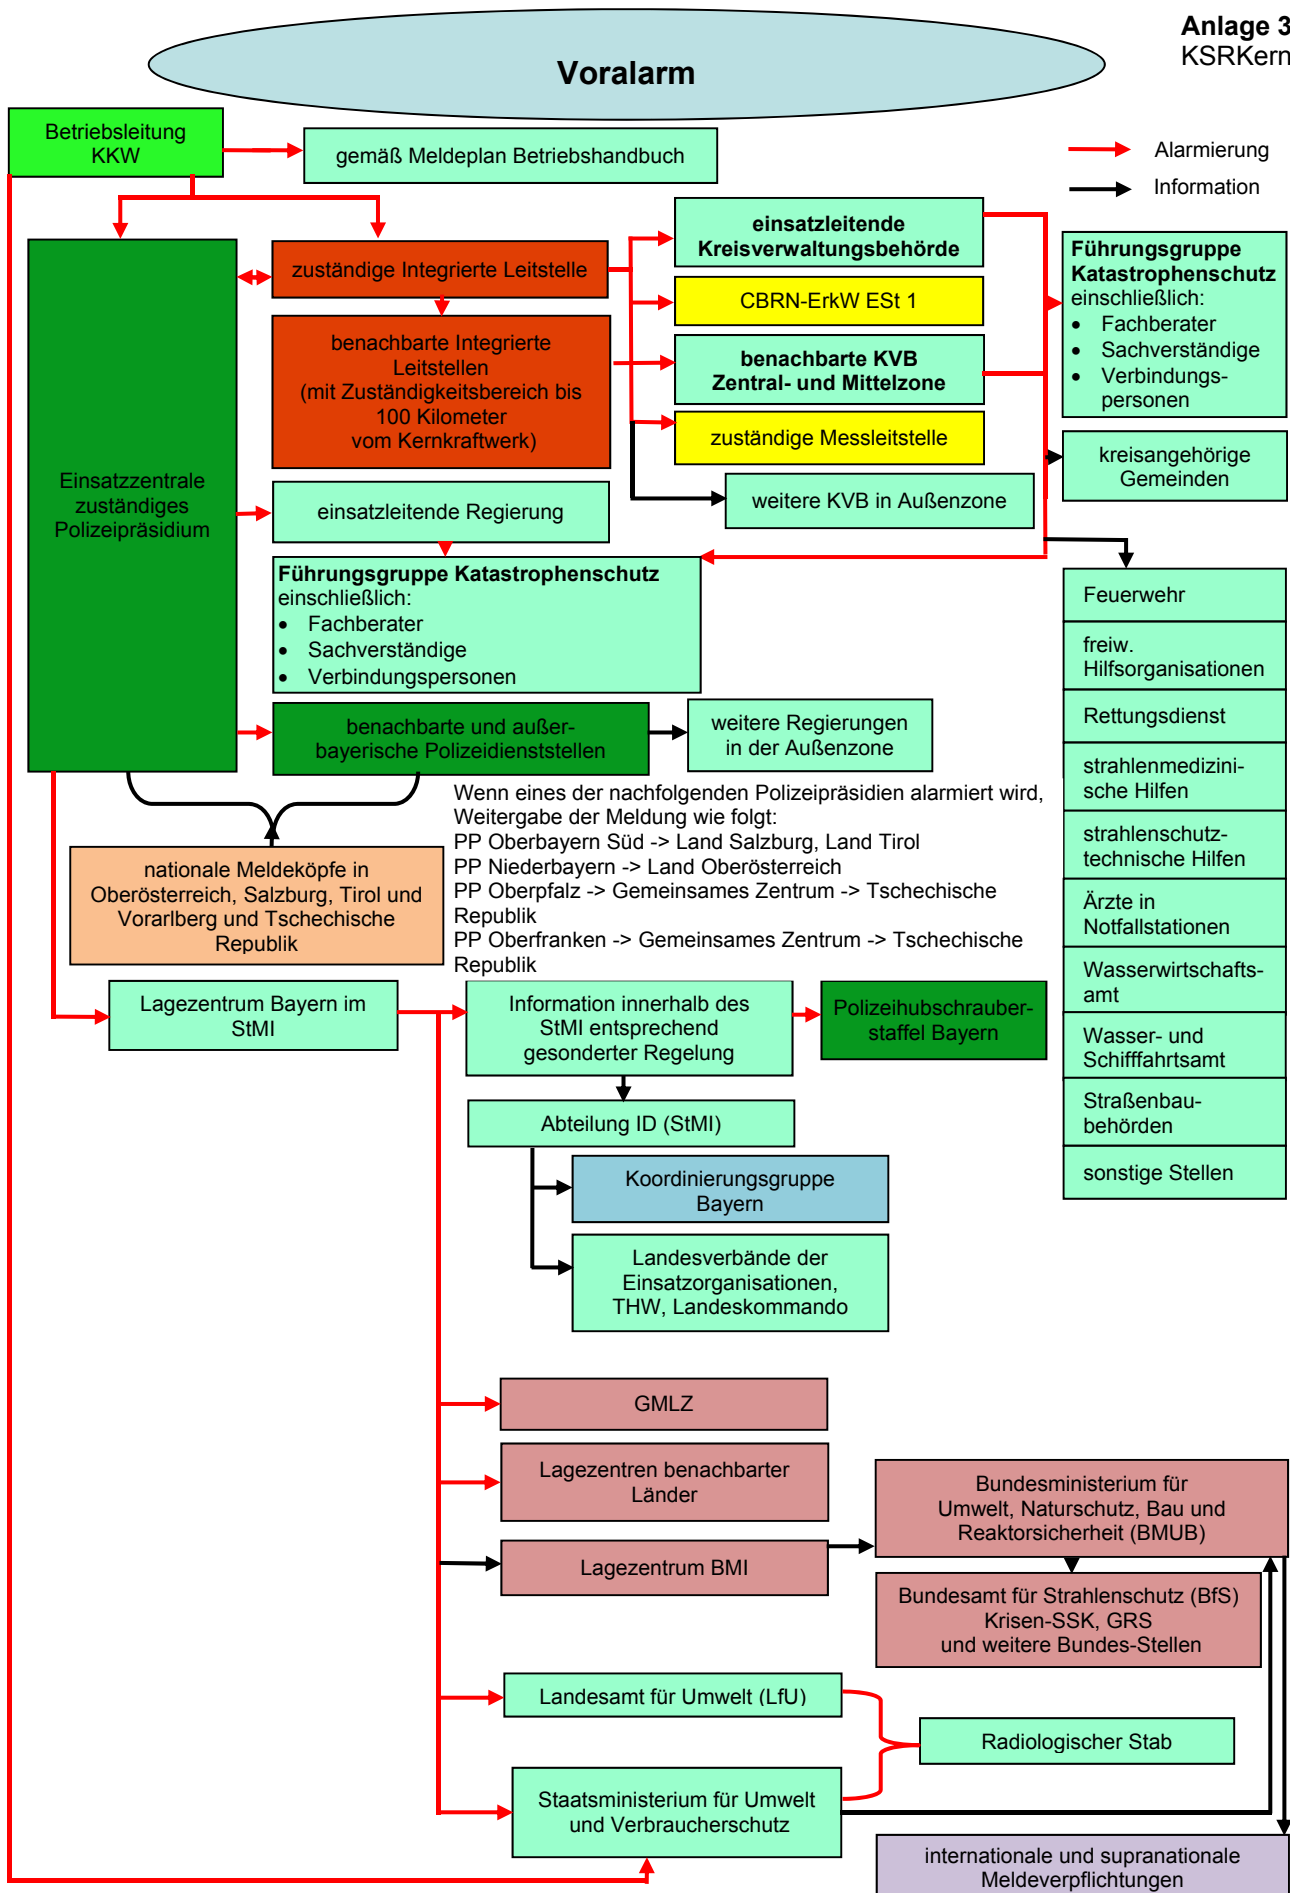 Anlage 3
KSRKern
Voralarm
Betriebsleitung
KKW
gemäß Meldeplan Betriebshandbuch
Alarmierung
Information
zuständige Integrierte Leitstelle
einsatzleitende
Kreisverwaltungsbehörde
Führungsgruppe
Katastrophenschutz
einschließlich:
• Fachberater
• Sachverständige
• Verbindungs-
personen
CBRN-ErkW ESt 1
benachbarte Integrierte
Leitstellen
(mit Zuständigkeitsbereich bis
100 Kilometer
vom Kernkraftwerk)
benachbarte KVB
Zentral- und Mittelzone
zuständige Messleitstelle
kreisangehörige
Gemeinden
Einsatzzentrale
zuständiges
Polizeipräsidium
weitere KVB in Außenzone
einsatzleitende Regierung
Führungsgruppe Katastrophenschutz
einschließlich:
• Fachberater
• Sachverständige
• Verbindungspersonen
Feuerwehr
freiw.
Hilfsorganisationen
Rettungsdienst
strahlenmedizini-
sche Hilfen
strahlenschutz-
technische Hilfen
Ärzte in
Notfallstationen
Wasserwirtschafts-
amt
Wasser- und
Schifffahrtsamt
Straßenbau-
behörden
sonstige Stellen
benachbarte und außer-
bayerische Polizeidienststellen
weitere Regierungen
in der Außenzone
Wenn eines der nachfolgenden Polizeipräsidien alarmiert wird,
Weitergabe der Meldung wie folgt:
PP Oberbayern Süd -> Land Salzburg, Land Tirol
PP Niederbayern -> Land Oberösterreich
PP Oberpfalz -> Gemeinsames Zentrum -> Tschechische
Republik
PP Oberfranken -> Gemeinsames Zentrum -> Tschechische
Republik
nationale Meldeköpfe in
Oberösterreich, Salzburg, Tirol und
Vorarlberg und Tschechische
Republik
Lagezentrum Bayern im
StMI
Information innerhalb des
StMI entsprechend
gesonderter Regelung
Polizeihubschrauber-
staffel Bayern
Abteilung ID (StMI)
Koordinierungsgruppe
Bayern
Landesverbände der
Einsatzorganisationen,
THW, Landeskommando
GMLZ
Lagezentren benachbarter
Länder
Lagezentrum BMI
Bundesministerium für
Umwelt, Naturschutz, Bau und
Reaktorsicherheit (BMUB)
Bundesamt für Strahlenschutz (BfS)
Krisen-SSK, GRS
und weitere Bundes-Stellen
Landesamt für Umwelt (LfU)
Radiologischer Stab
Staatsministerium für Umwelt
und Verbraucherschutz
internationale und supranationale
Meldeverpflichtungen